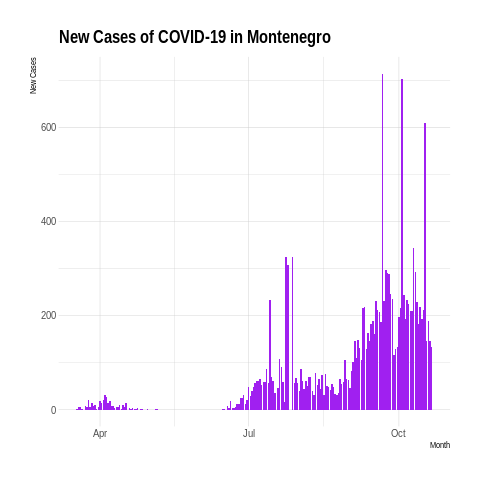 New Cases of COVID-19 in Montenegro
New Cases
600
400
200
0
Apr
Jul
Oct
Month